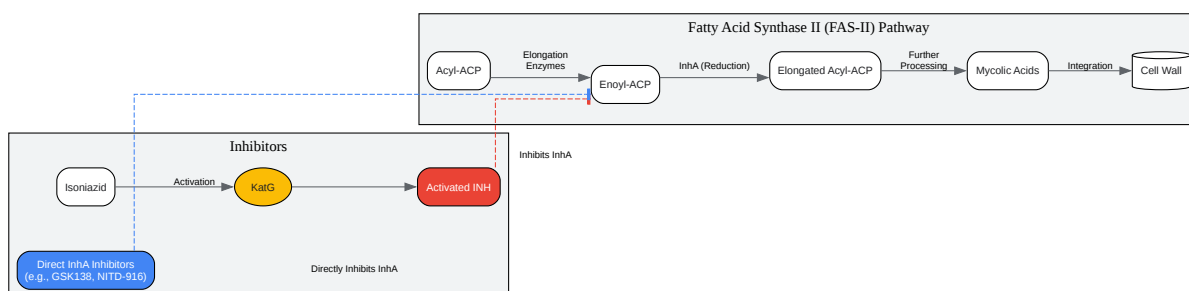 Fatty Acid Synthase II (FAS-II) Pathway
Acyl-ACP
Elongation
Enzymes
Enoyl-ACP
InhA (Reduction)
Elongated Acyl-ACP
Further
Processing
Mycolic Acids
Integration
Cell Wall
Inhibitors
Inhibits InhA
Isoniazid
Activation
KatG
Activated INH
Direct InhA Inhibitors
(e.g., GSK138, NITD-916)
Directly Inhibits InhA